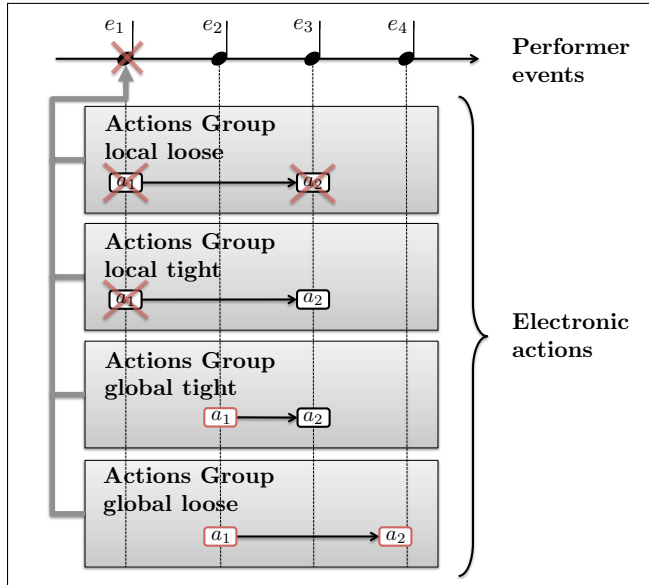 e₁ e₂ e₃ e₄
Performer
events
Actions Group
local loose
a₁ a₂
Actions Group
local tight
a₁ a₂
Electronic
actions
Actions Group
global tight
a₁ a₂
Actions Group
global loose
a₁ a₂